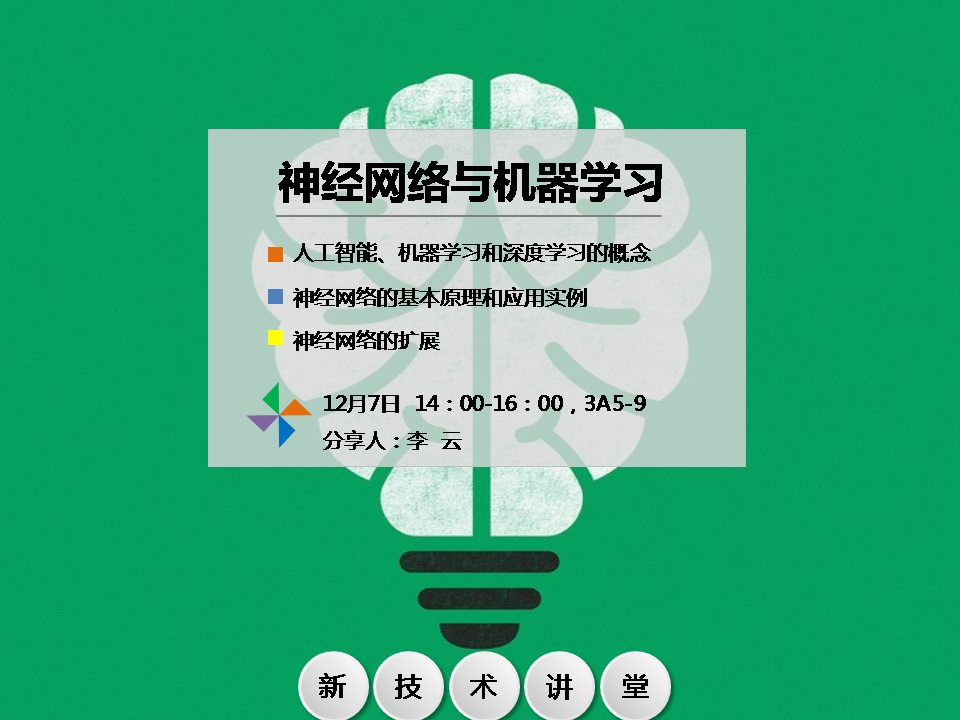 神经网络与机器学习
人工智能、机器学习和深度学习的概念
神经网络的基本原理和应用实例
神经网络的扩展
12月7日 14：00-16：00，3A5-9
分享人：李 云
新 技 术 讲 堂